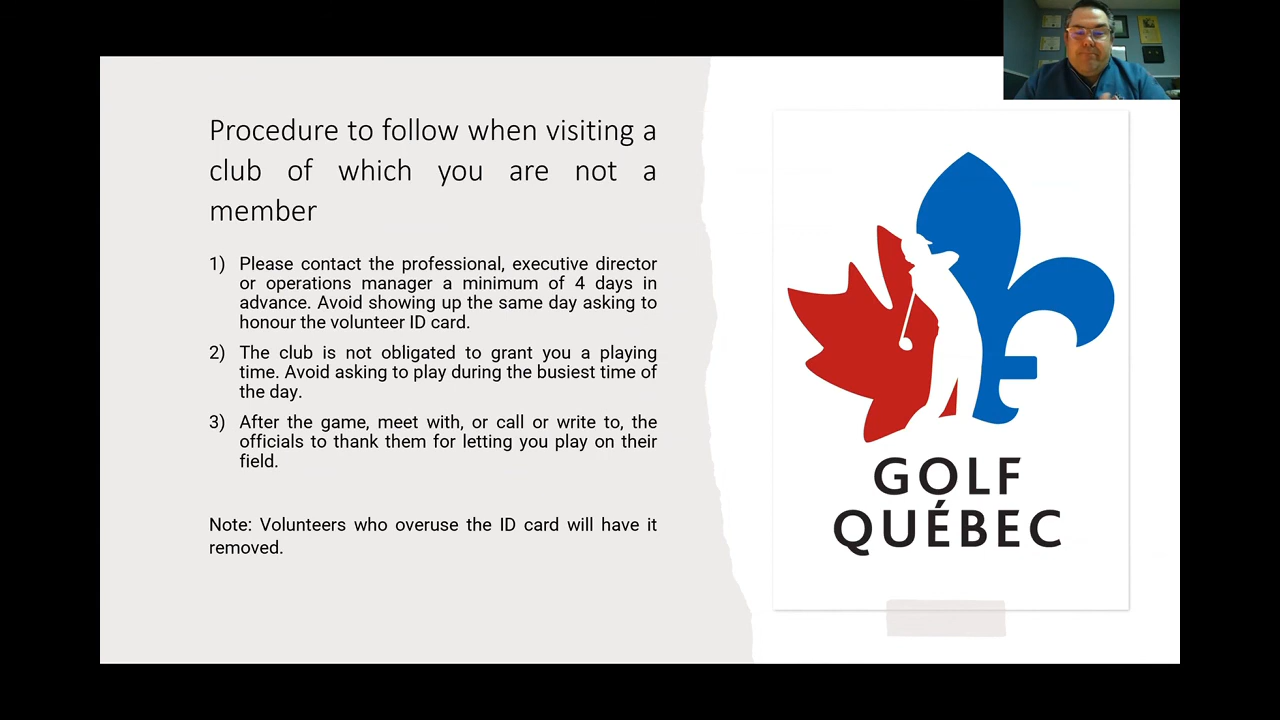 Procedure to follow when visiting a
club of which you are not a
member
1) Please contact the professional, executive director
or operations manager a minimum of 4 days in
advance. Avoid showing up the same day asking to
honour the volunteer ID card.
2) The club is not obligated to grant you a playing
time. Avoid asking to play during the busiest time of
the day.
3) After the game, meet with, or call or write to, the
officials to thank them for letting you play on their
field.
Note: Volunteers who overuse the ID card will have it
removed.
GOLF
QUÉBEC